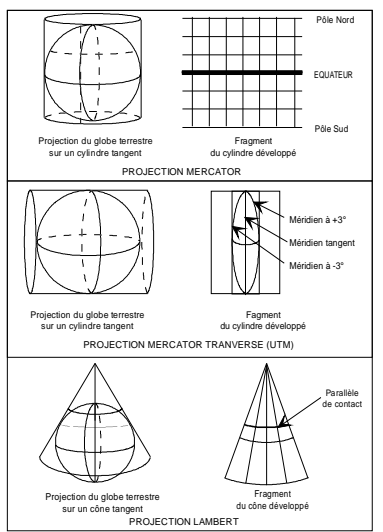 Pôle Nord
EQUATEUR
Pôle Sud
Projection du globe terrestre
sur un cylindre tangent
Fragment
du cylindre développé
PROJECTION MERCATOR
Méridien à +3°
Méridien tangent
Méridien à -3°
Projection du globe terrestre
sur un cylindre tangent
Fagment
du cylindre développé
PROJECTION MERCATOR TRANVERSE (UTM)
Parallèle
de contact
Projection du globe terrestre
sur un cône tangent
Fragment
du cône développé
PROJECTION LAMBERT